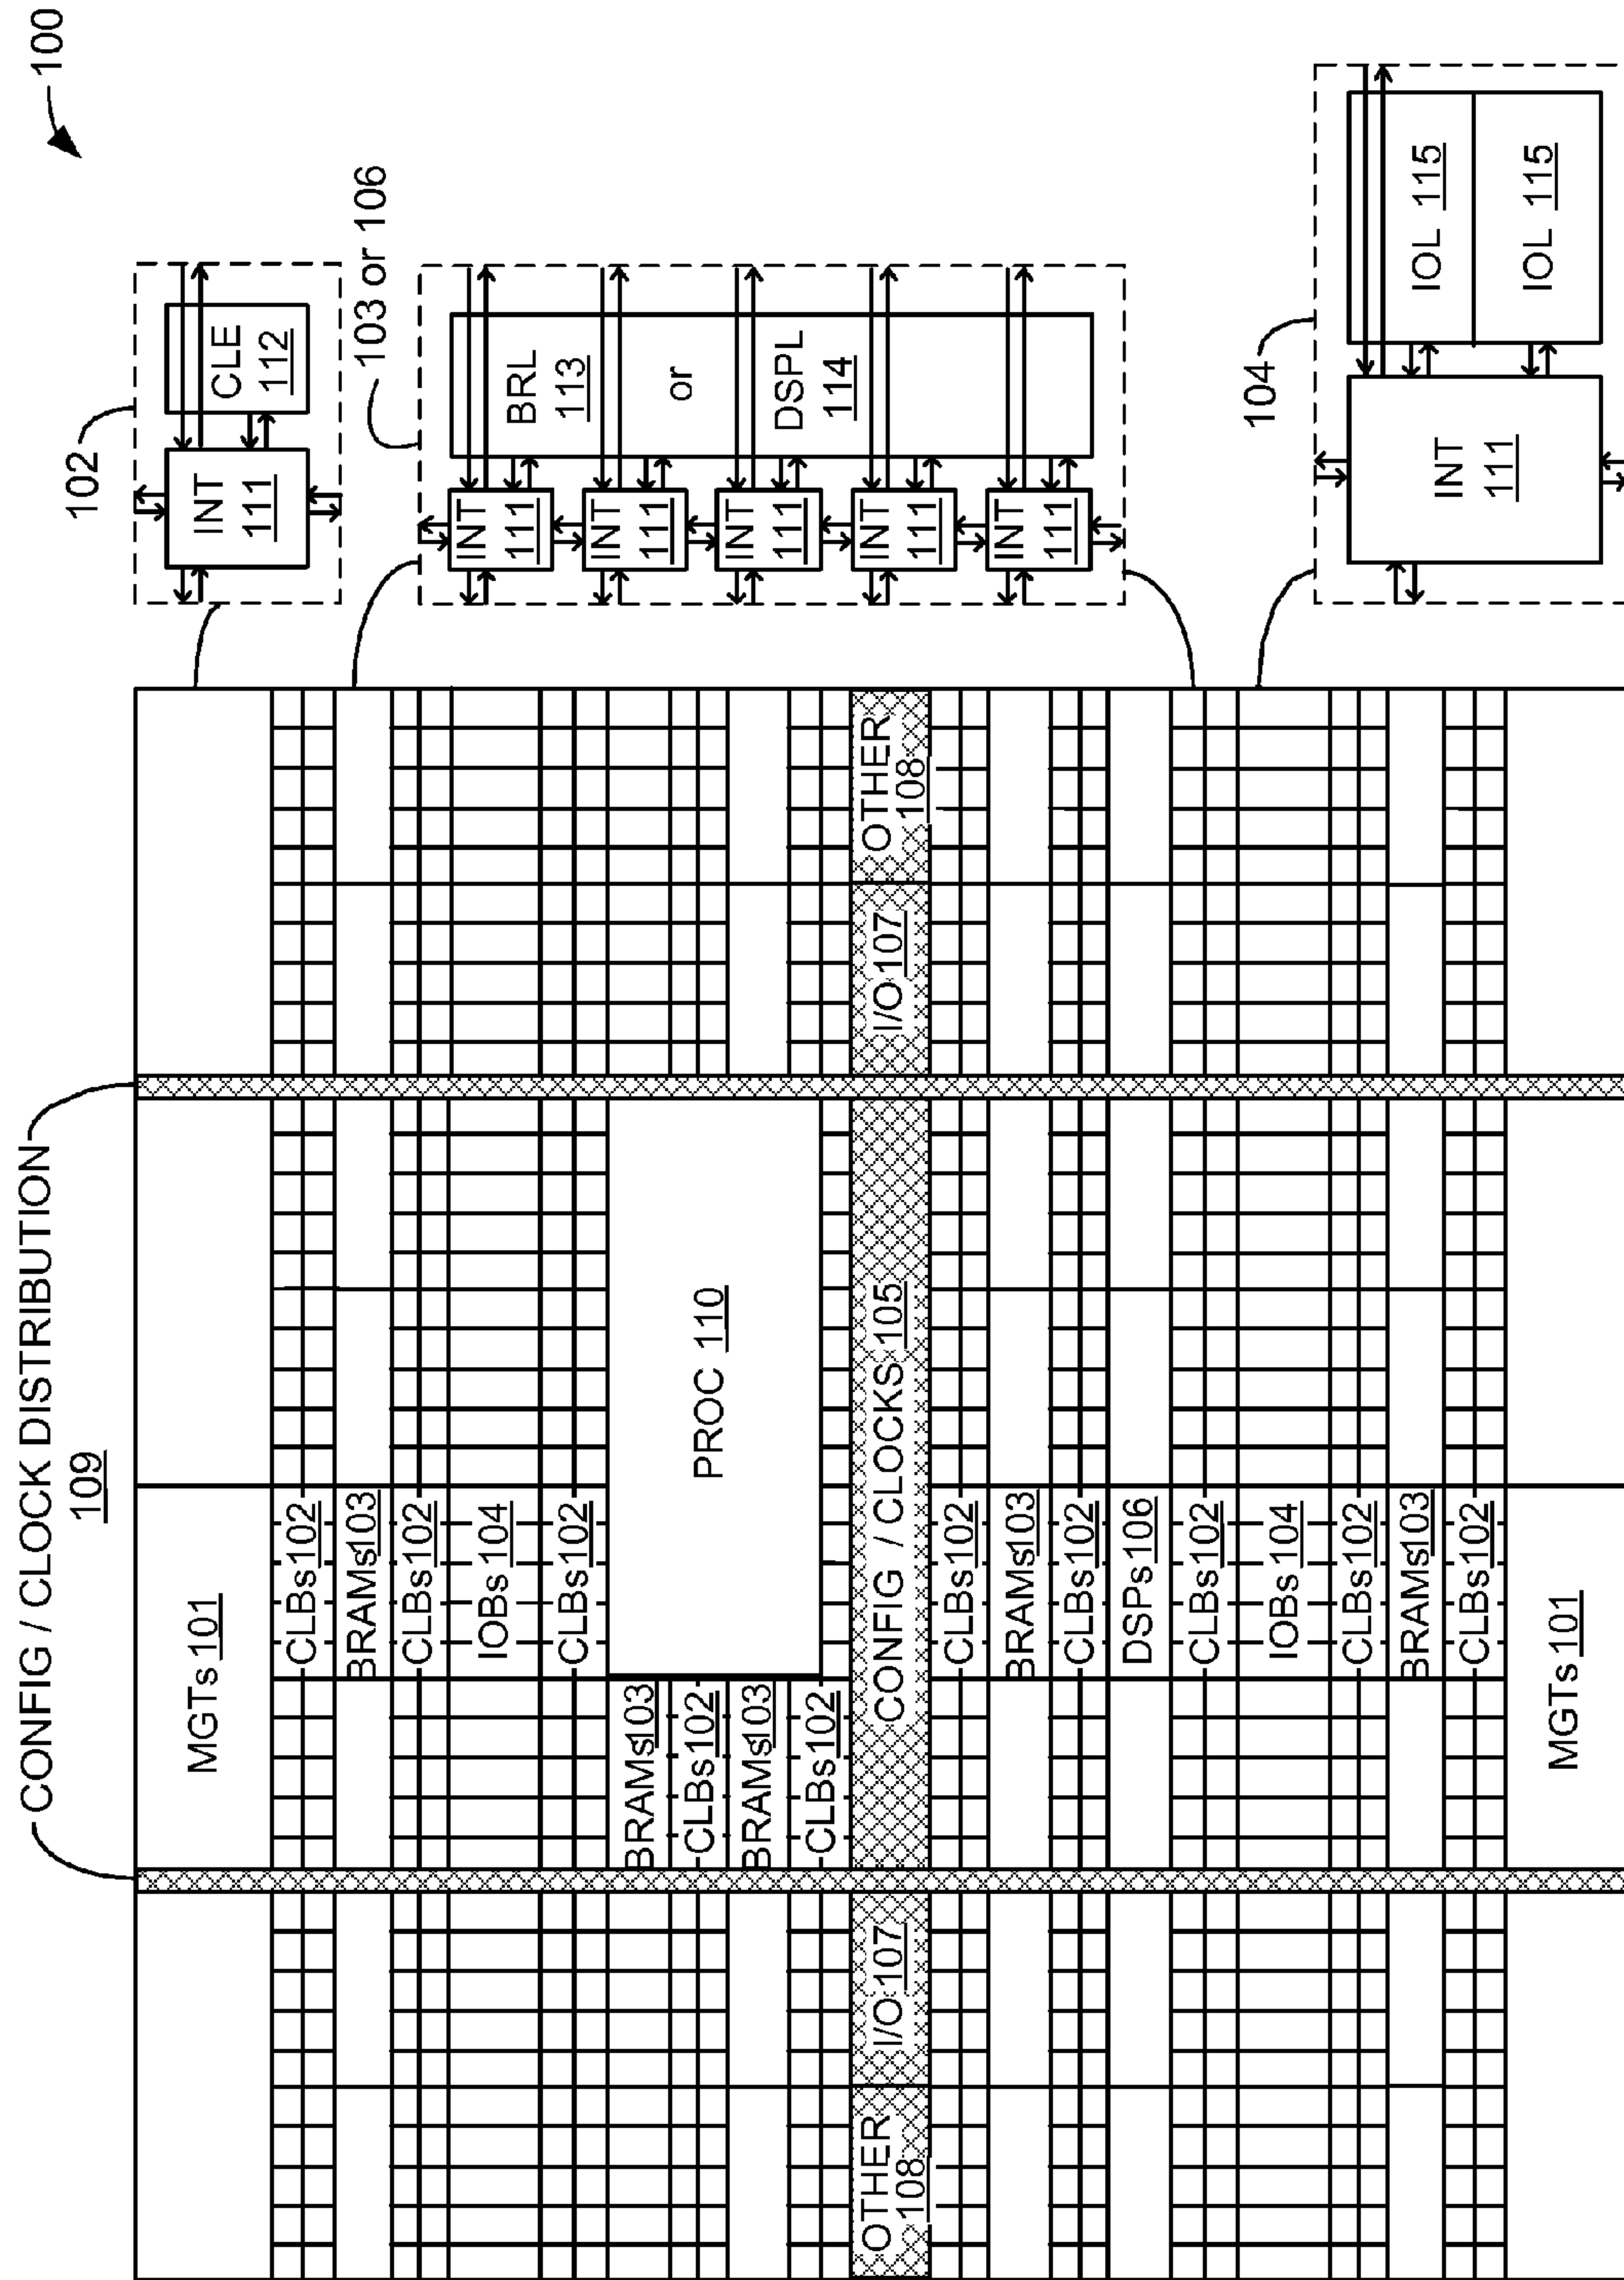 CONFIG / CLOCK DISTRIBUTION
109
100
MGTs 101
CLBs 102
BRAMs 103
CLBs 102
IOBs 104
CLBs 102
PROC 110
BRAMs 103
CLBs 102
BRAMs 103
CLBs 102
OTHER
108
I/O 107
CONFIG / CLOCKS 105
I/O 107
OTHER
108
CLBs 102
BRAMs 103
CLBs 102
DSPs 106
CLBs 102
IOBs 104
CLBs 102
BRAMs 103
CLBs 102
MGTs 101
102
INT
111
CLE
112
103 or 106
INT
111
INT
111
INT
111
INT
111
INT
111
BRL
113
or
DSPL
114
104
INT
111
IOL 115
IOL 115